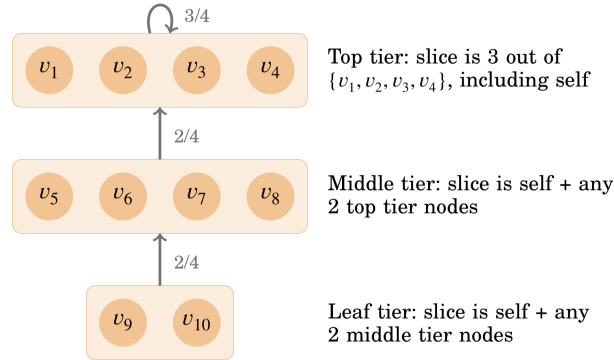 3/4
v₁ v₂ v₃ v₄
Top tier: slice is 3 out of
{v₁, v₂, v₃, v₄}, including self
2/4
v₅ v₆ v₇ v₈
Middle tier: slice is self + any
2 top tier nodes
2/4
v₉ v₁₀
Leaf tier: slice is self + any
2 middle tier nodes